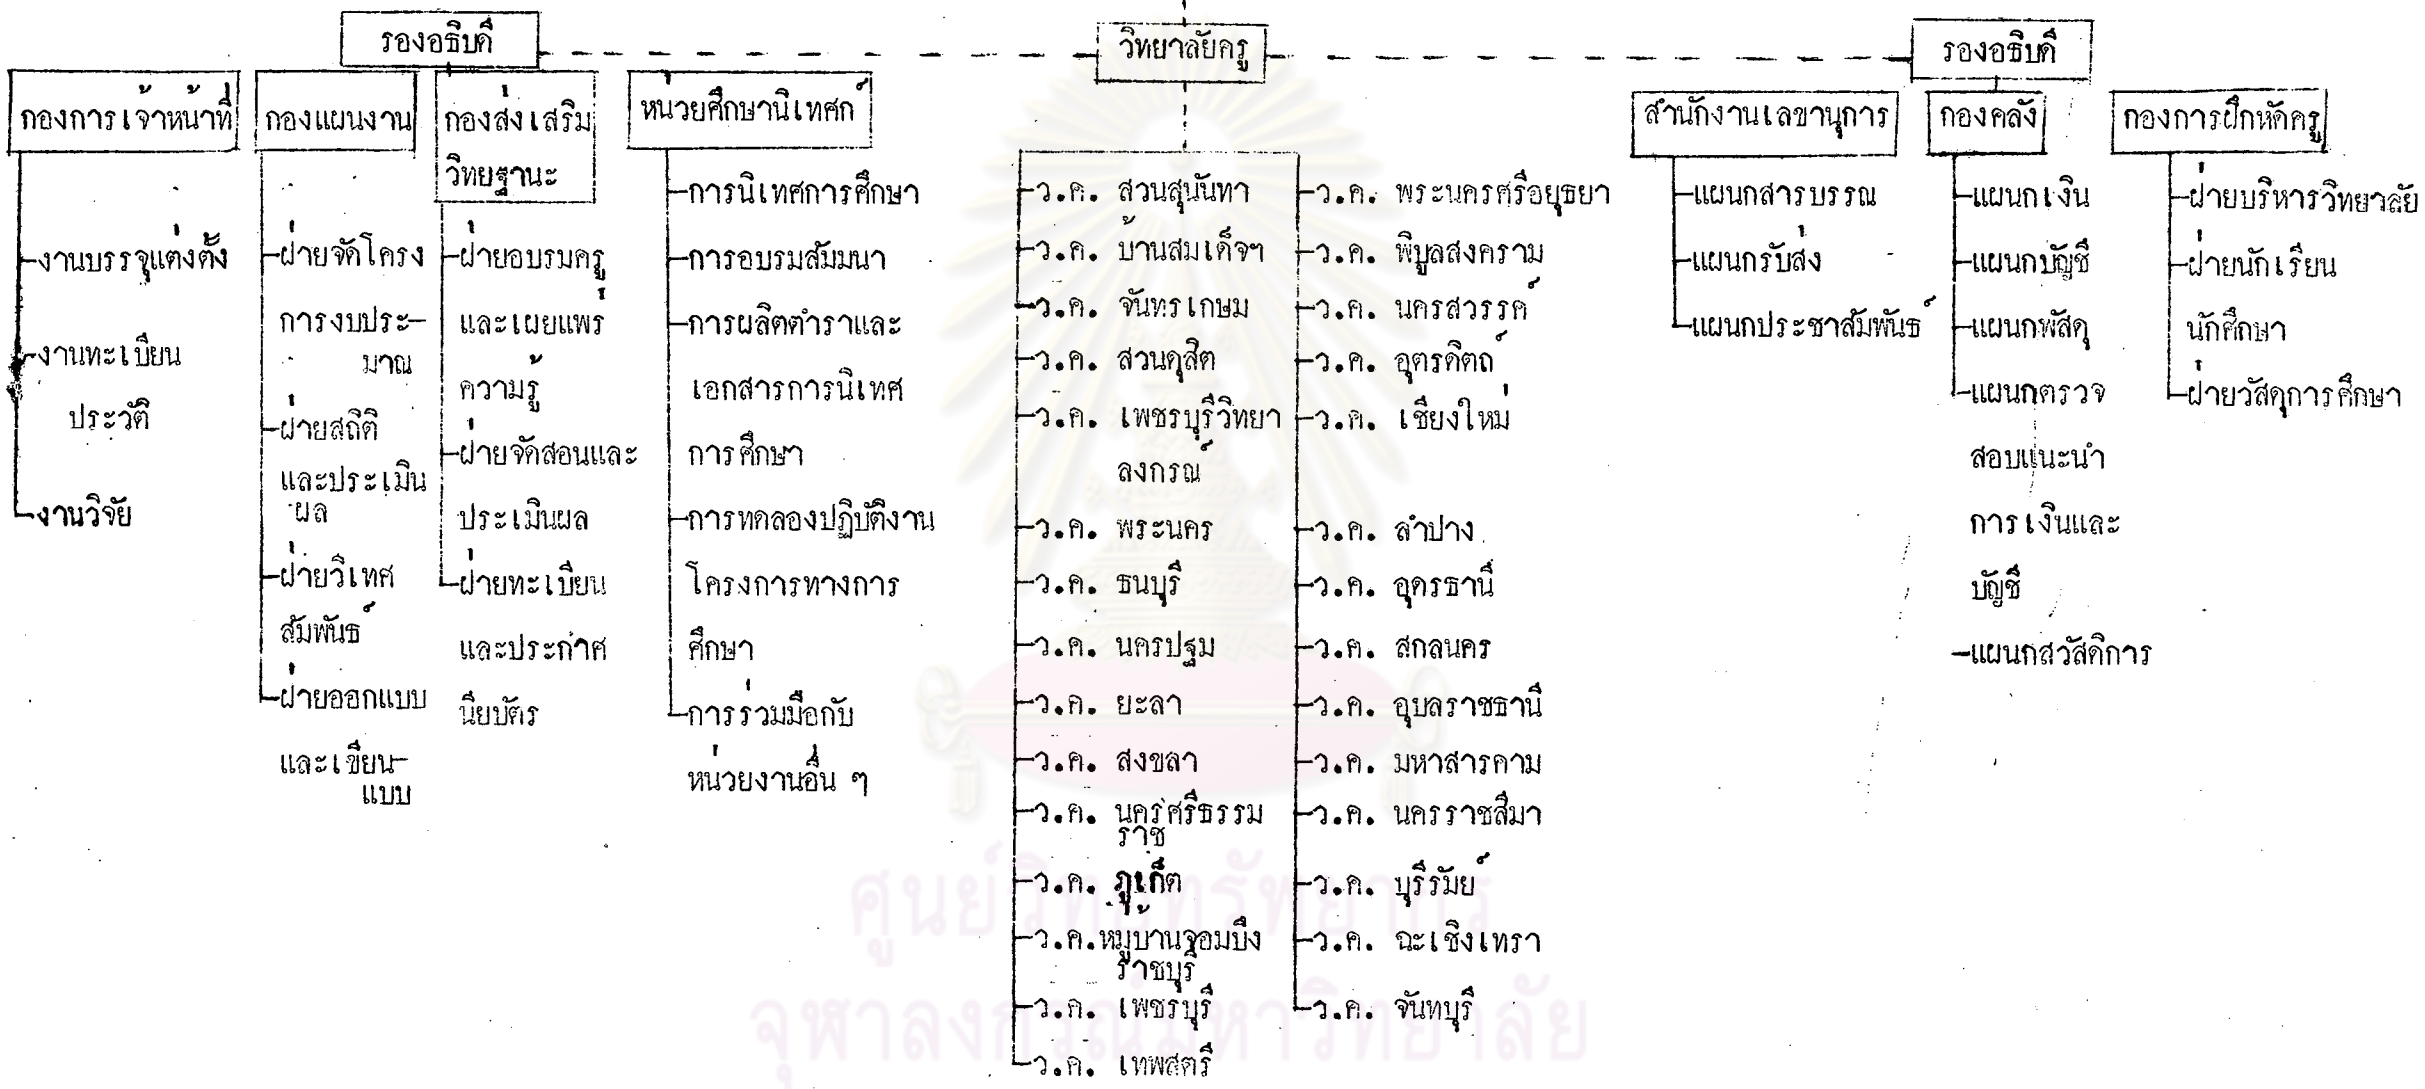 รองอธิบดี
วิทยาลัยครู
รองอธิบดี
กองการเจ้าหน้าที่
งานบรรจุแต่งตั้ง
งานทะเบียน
ประวัติ
งานวิจัย
กองแผนงาน
ฝ่ายจัดโครง
การงบประ-
มาณ
ฝ่ายสถิติ
และประเมิน
ผล
ฝ่ายวิเทศ
สัมพันธ์
ฝ่ายออกแบบ
และเขียน-
แบบ
กองส่งเสริม
วิทยฐานะ
ฝ่ายอบรมครู
และเผยแพร่
ความรู้
ฝ่ายจัดสอนและ
ประเมินผล
ฝ่ายทะเบียน
และประกาศ
นียบัตร
หน่วยศึกษานิเทศก์
การนิเทศการศึกษา
การอบรมสัมมนา
การผลิตตำราและ
เอกสารการนิเทศ
การศึกษา
การทดลองปฏิบัติงาน
โครงการทางการ
ศึกษา
การร่วมมือกับ
หน่วยงานอื่น ๆ
ว.ค. สวนสุนันทา
ว.ค. บ้านสมเด็จฯ
ว.ค. จันทรเกษม
ว.ค. สวนดุสิต
ว.ค. เพชรบุรีวิทยา
ลงกรณ์
ว.ค. พระนคร
ว.ค. ธนบุรี
ว.ค. นครปฐม
ว.ค. ยะลา
ว.ค. สงขลา
ว.ค. นครศรีธรรม
ราช
ว.ค. ภูเก็ต
ว.ค.หมู่บ้านจอมบึง
ราชบุรี
ว.ค. เพชรบุรี
ว.ค. เทพสตรี
ว.ค. พระนครศรีอยุธยา
ว.ค. พิบูลสงคราม
ว.ค. นครสวรรค์
ว.ค. อุตรดิตถ์
ว.ค. เชียงใหม่
ว.ค. ลำปาง
ว.ค. อุดรธานี
ว.ค. สกลนคร
ว.ค. อุบลราชธานี
ว.ค. มหาสารคาม
ว.ค. นครราชสีมา
ว.ค. บุรีรัมย์
ว.ค. ฉะเชิงเทรา
ว.ค. จันทบุรี
สำนักงานเลขานุการ
แผนกสารบรรณ
แผนกรับส่ง
แผนกประชาสัมพันธ์
กองคลัง
แผนกเงิน
แผนกบัญชี
แผนกพัสดุ
แผนกตรวจ
สอบแนะนำ
การเงินและ
บัญชี
แผนกสวัสดิการ
กองการฝึกหัดครู
ฝ่ายบริหารวิทยาลัย
ฝ่ายนักเรียน
นักศึกษา
ฝ่ายวัสดุการศึกษา
ศูนย์วิทยทรัพยากร
จุฬาลงกรณ์มหาวิทยาลัย